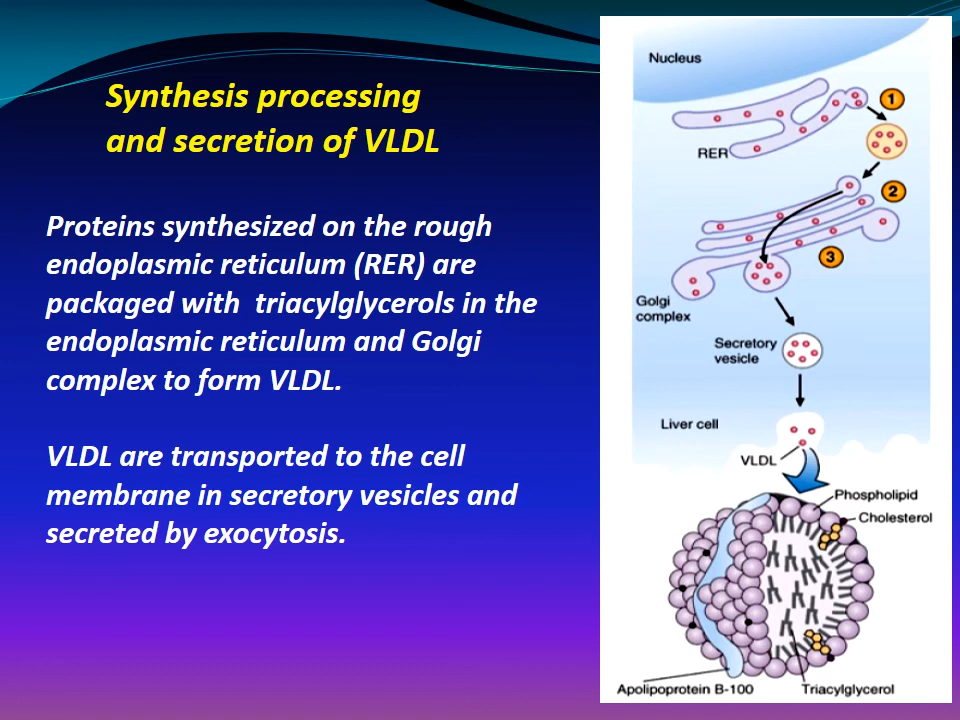 Synthesis processing
and secretion of VLDL
Proteins synthesized on the rough
endoplasmic reticulum (RER) are
packaged with triacylglycerols in the
endoplasmic reticulum and Golgi
complex to form VLDL.
VLDL are transported to the cell
membrane in secretory vesicles and
secreted by exocytosis.
Nucleus
1
RER
2
3
Golgi
complex
Secretory
vesicle
Liver cell
VLDL
Phospholipid
Cholesterol
Apolipoprotein B-100
Triacylglycerol